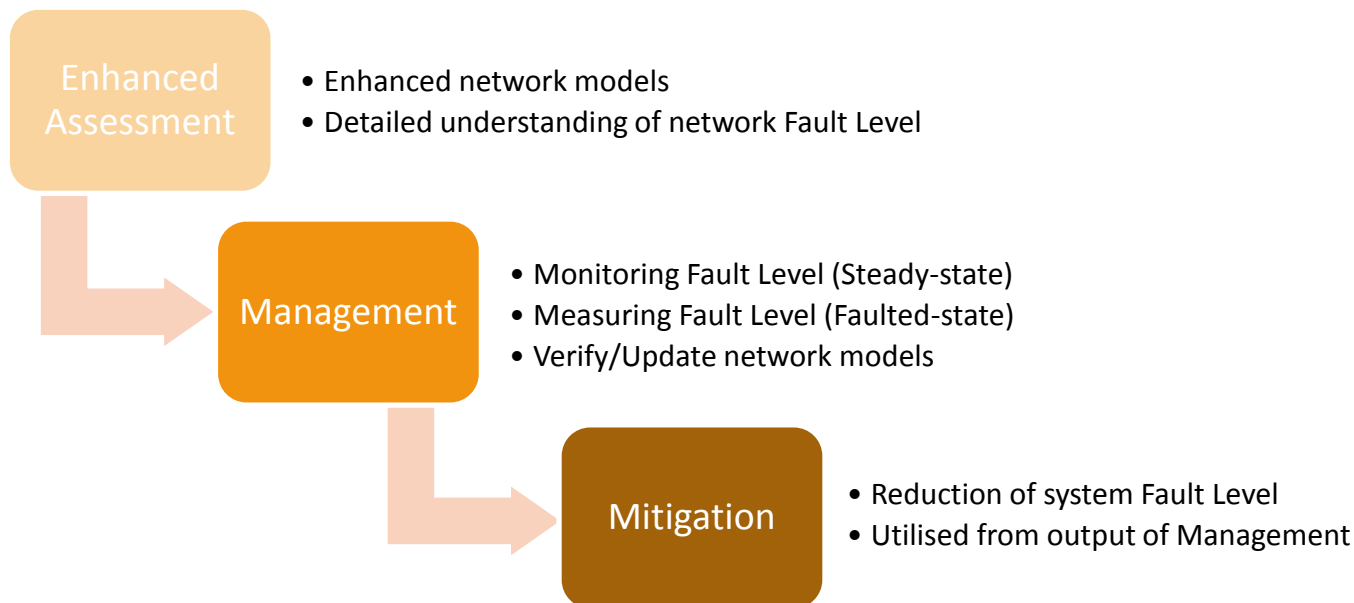 Enhanced
Assessment
• Enhanced network models
• Detailed understanding of network Fault Level
Management
• Monitoring Fault Level (Steady-state)
• Measuring Fault Level (Faulted-state)
• Verify/Update network models
Mitigation
• Reduction of system Fault Level
• Utilised from output of Management